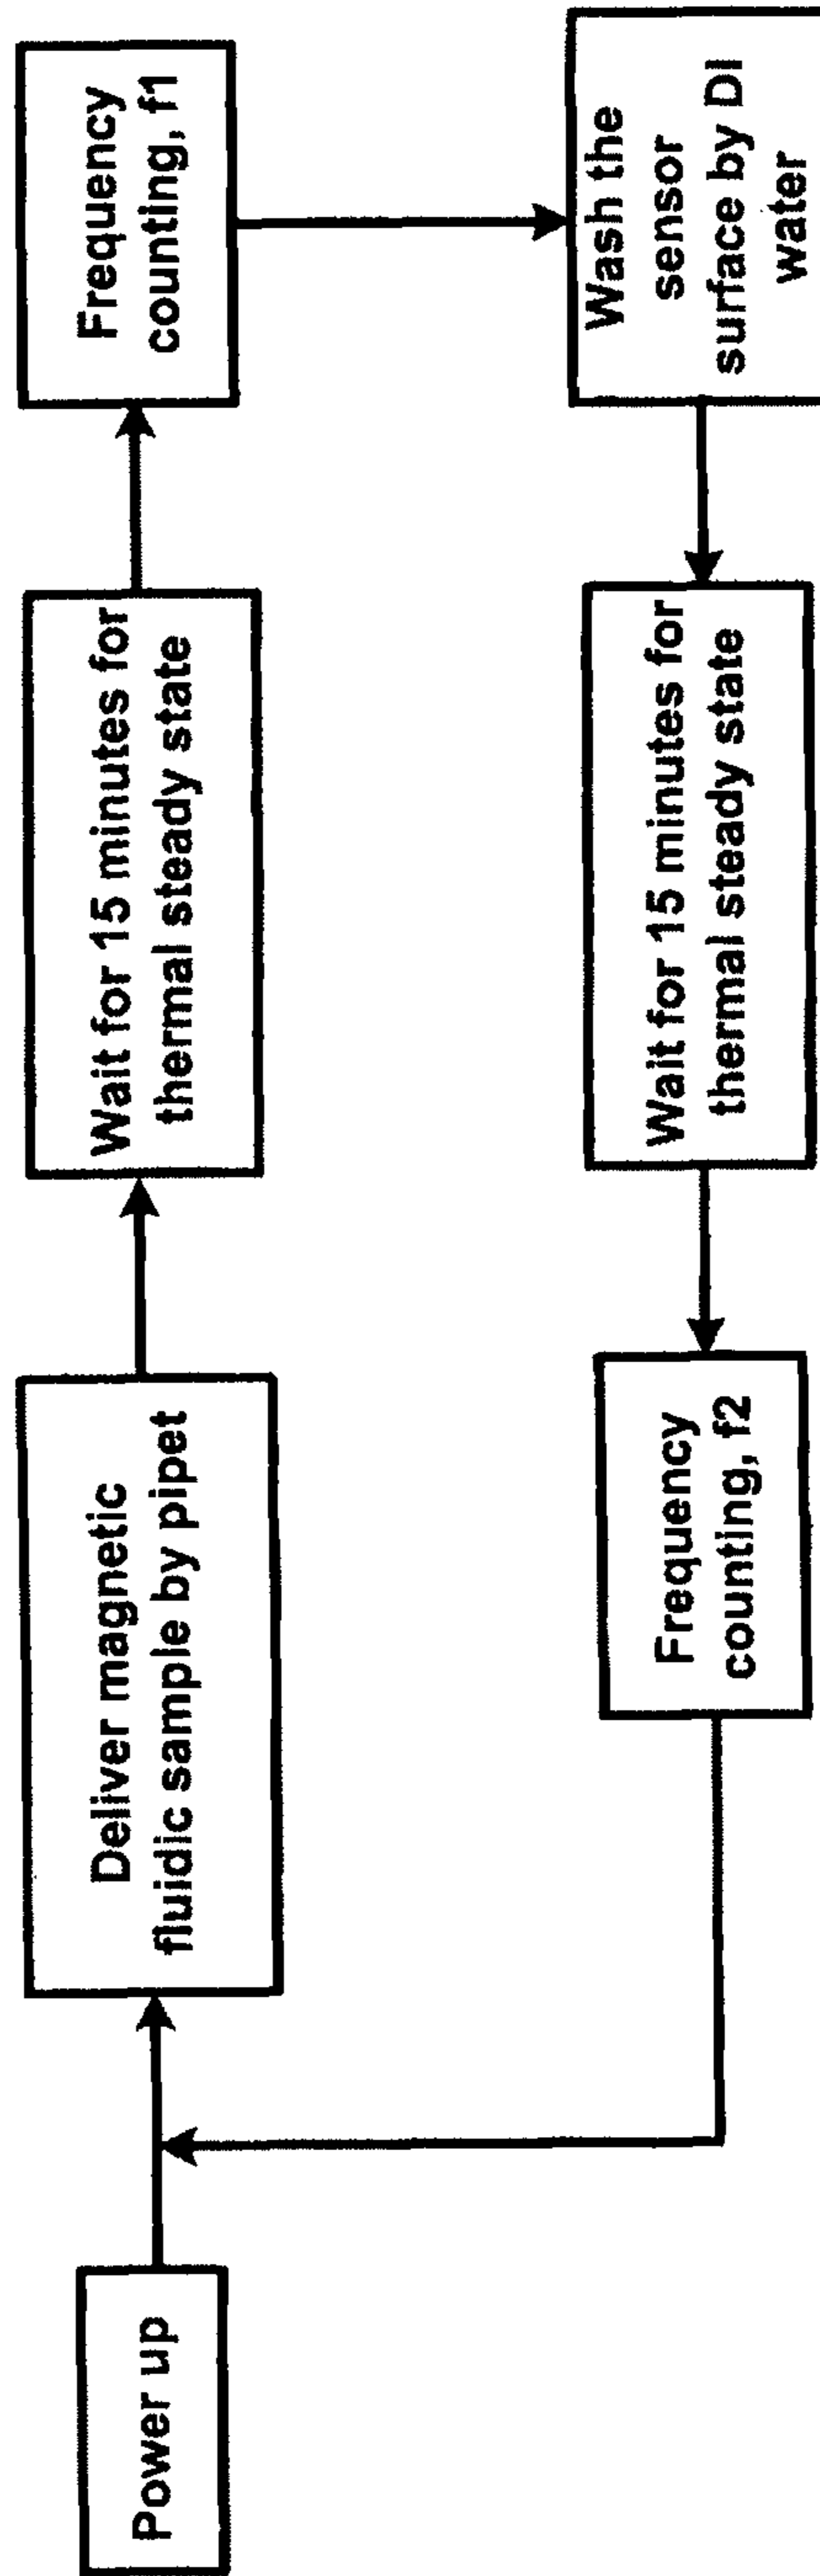 Power up
Deliver magnetic
fluidic sample by pipet
Wait for 15 minutes for
thermal steady state
Frequency
counting, f1
Wash the
sensor
surface by DI
water
Wait for 15 minutes for
thermal steady state
Frequency
counting, f2